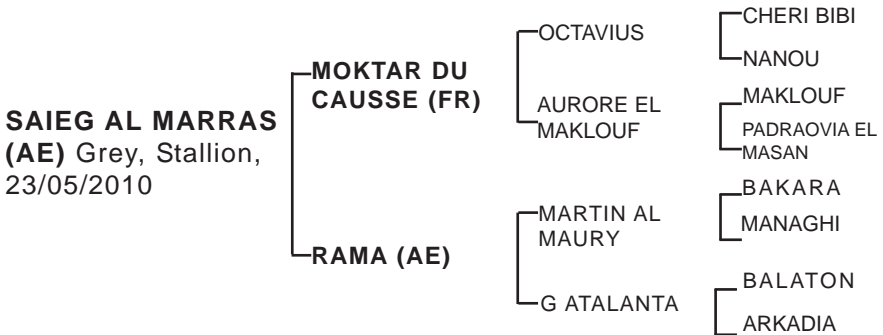 SAIEG AL MARRAS
(AE) Grey, Stallion,
23/05/2010
MOKTAR DU
CAUSSE (FR)
RAMA (AE)
OCTAVIUS
AURORE EL
MAKLOUF
MARTIN AL
MAURY
G ATALANTA
CHERI BIBI
NANOU
MAKLOUF
PADRAOVIA EL
MASAN
BAKARA
MANAGHI
BALATON
ARKADIA